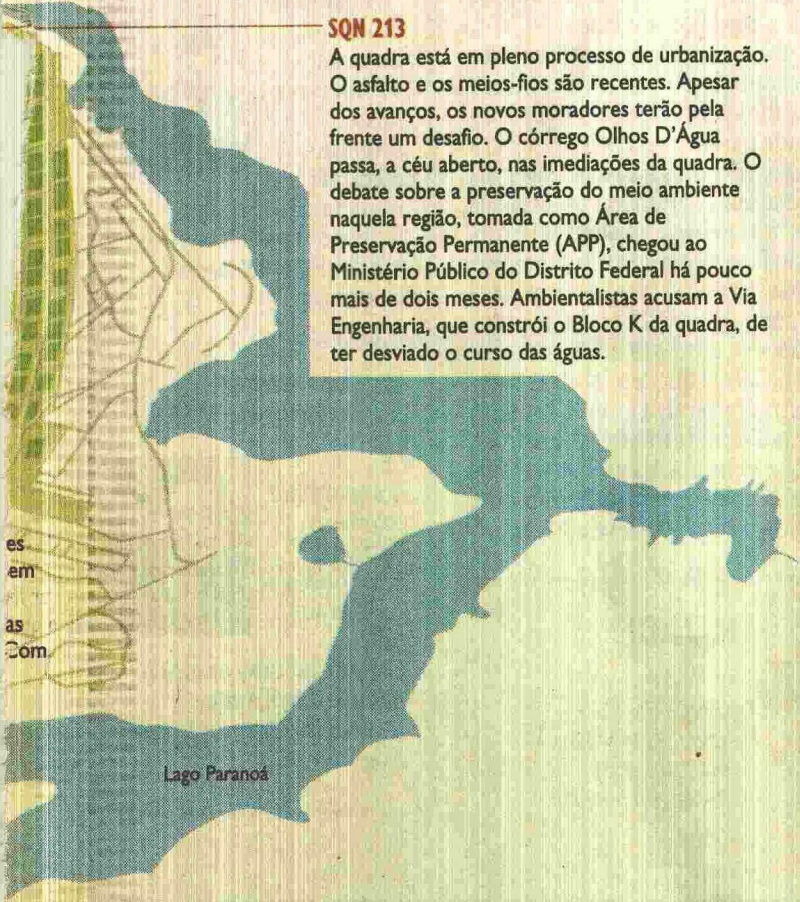 SQN 213
A quadra está em pleno processo de urbanização.
O asfalto e os meios-fios são recentes. Apesar
dos avanços, os novos moradores terão pela
frente um desafio. O córrego Olhos D'Água
passa, a céu aberto, nas imediações da quadra. O
debate sobre a preservação do meio ambiente
naquela região, tomada como Área de
Preservação Permanente (APP), chegou ao
Ministério Público do Distrito Federal há pouco
mais de dois meses. Ambientalistas acusam a Via
Engenharia, que constrói o Bloco K da quadra, de
ter desviado o curso das águas.
es
em
as
Com
Lago Paranoá